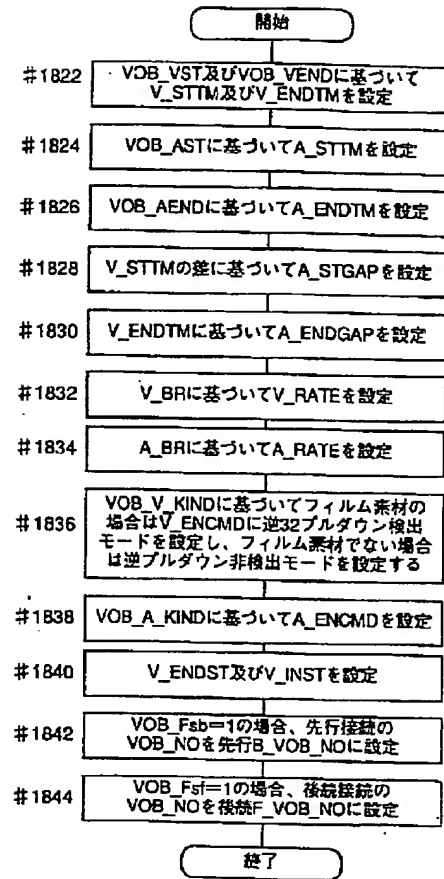 開始
#1822
VOB_VST及びVOB_VENDに基づいて
V_STTM及びV_ENDTMを設定
#1824
VOB_ASTに基づいてA_STTMを設定
#1826
VOB_AENDに基づいてA_ENDTMを設定
#1828
V_STTMの差に基づいてA_STGAPを設定
#1830
V_ENDTMに基づいてA_ENDGAPを設定
#1832
V_BRに基づいてV_RATEを設定
#1834
A_BRに基づいてA_RATEを設定
#1836
VOB_V_KINDに基づいてフィルム素材の
場合はV_ENCMDに逆32プルダウン検出
モードを設定し、フィルム素材でない場合
は逆プルダウン非検出モードを設定する
#1838
VOB_A_KINDに基づいてA_ENCMDを設定
#1840
V_ENDST及びV_INSTを設定
#1842
VOB_Fsb=1の場合、先行接続の
VOB_NOを先行B_VOB_NOに設定
#1844
VOB_Fsf=1の場合、後続接続の
VOB_NOを後続F_VOB_NOに設定
終了